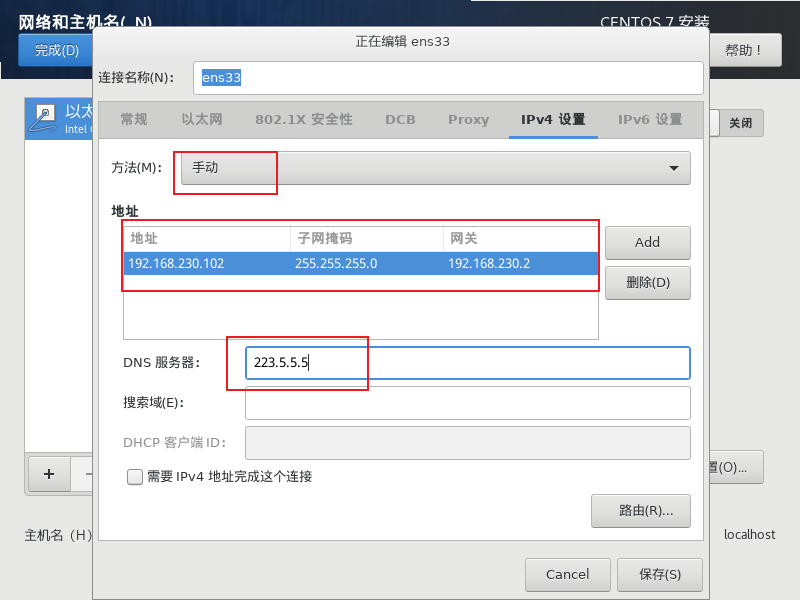 网络和主机名(_N)
CENTOS 7 安装
完成(D)
正在编辑 ens33
帮助！
连接名称(N)：
ens33
以太
Intel
常规
以太网
802.1X 安全性
DCB
Proxy
IPv4 设置
IPv6 设置
关闭
方法(M)：
手动
地址
地址
子网掩码
网关
192.168.230.102
255.255.255.0
192.168.230.2
Add
删除(D)
DNS 服务器：
223.5.5.5
搜索域(E)：
DHCP 客户端 ID：
置(O)...
需要 IPv4 地址完成这个连接
路由(R)...
主机名（H）
localhost
Cancel
保存(S)